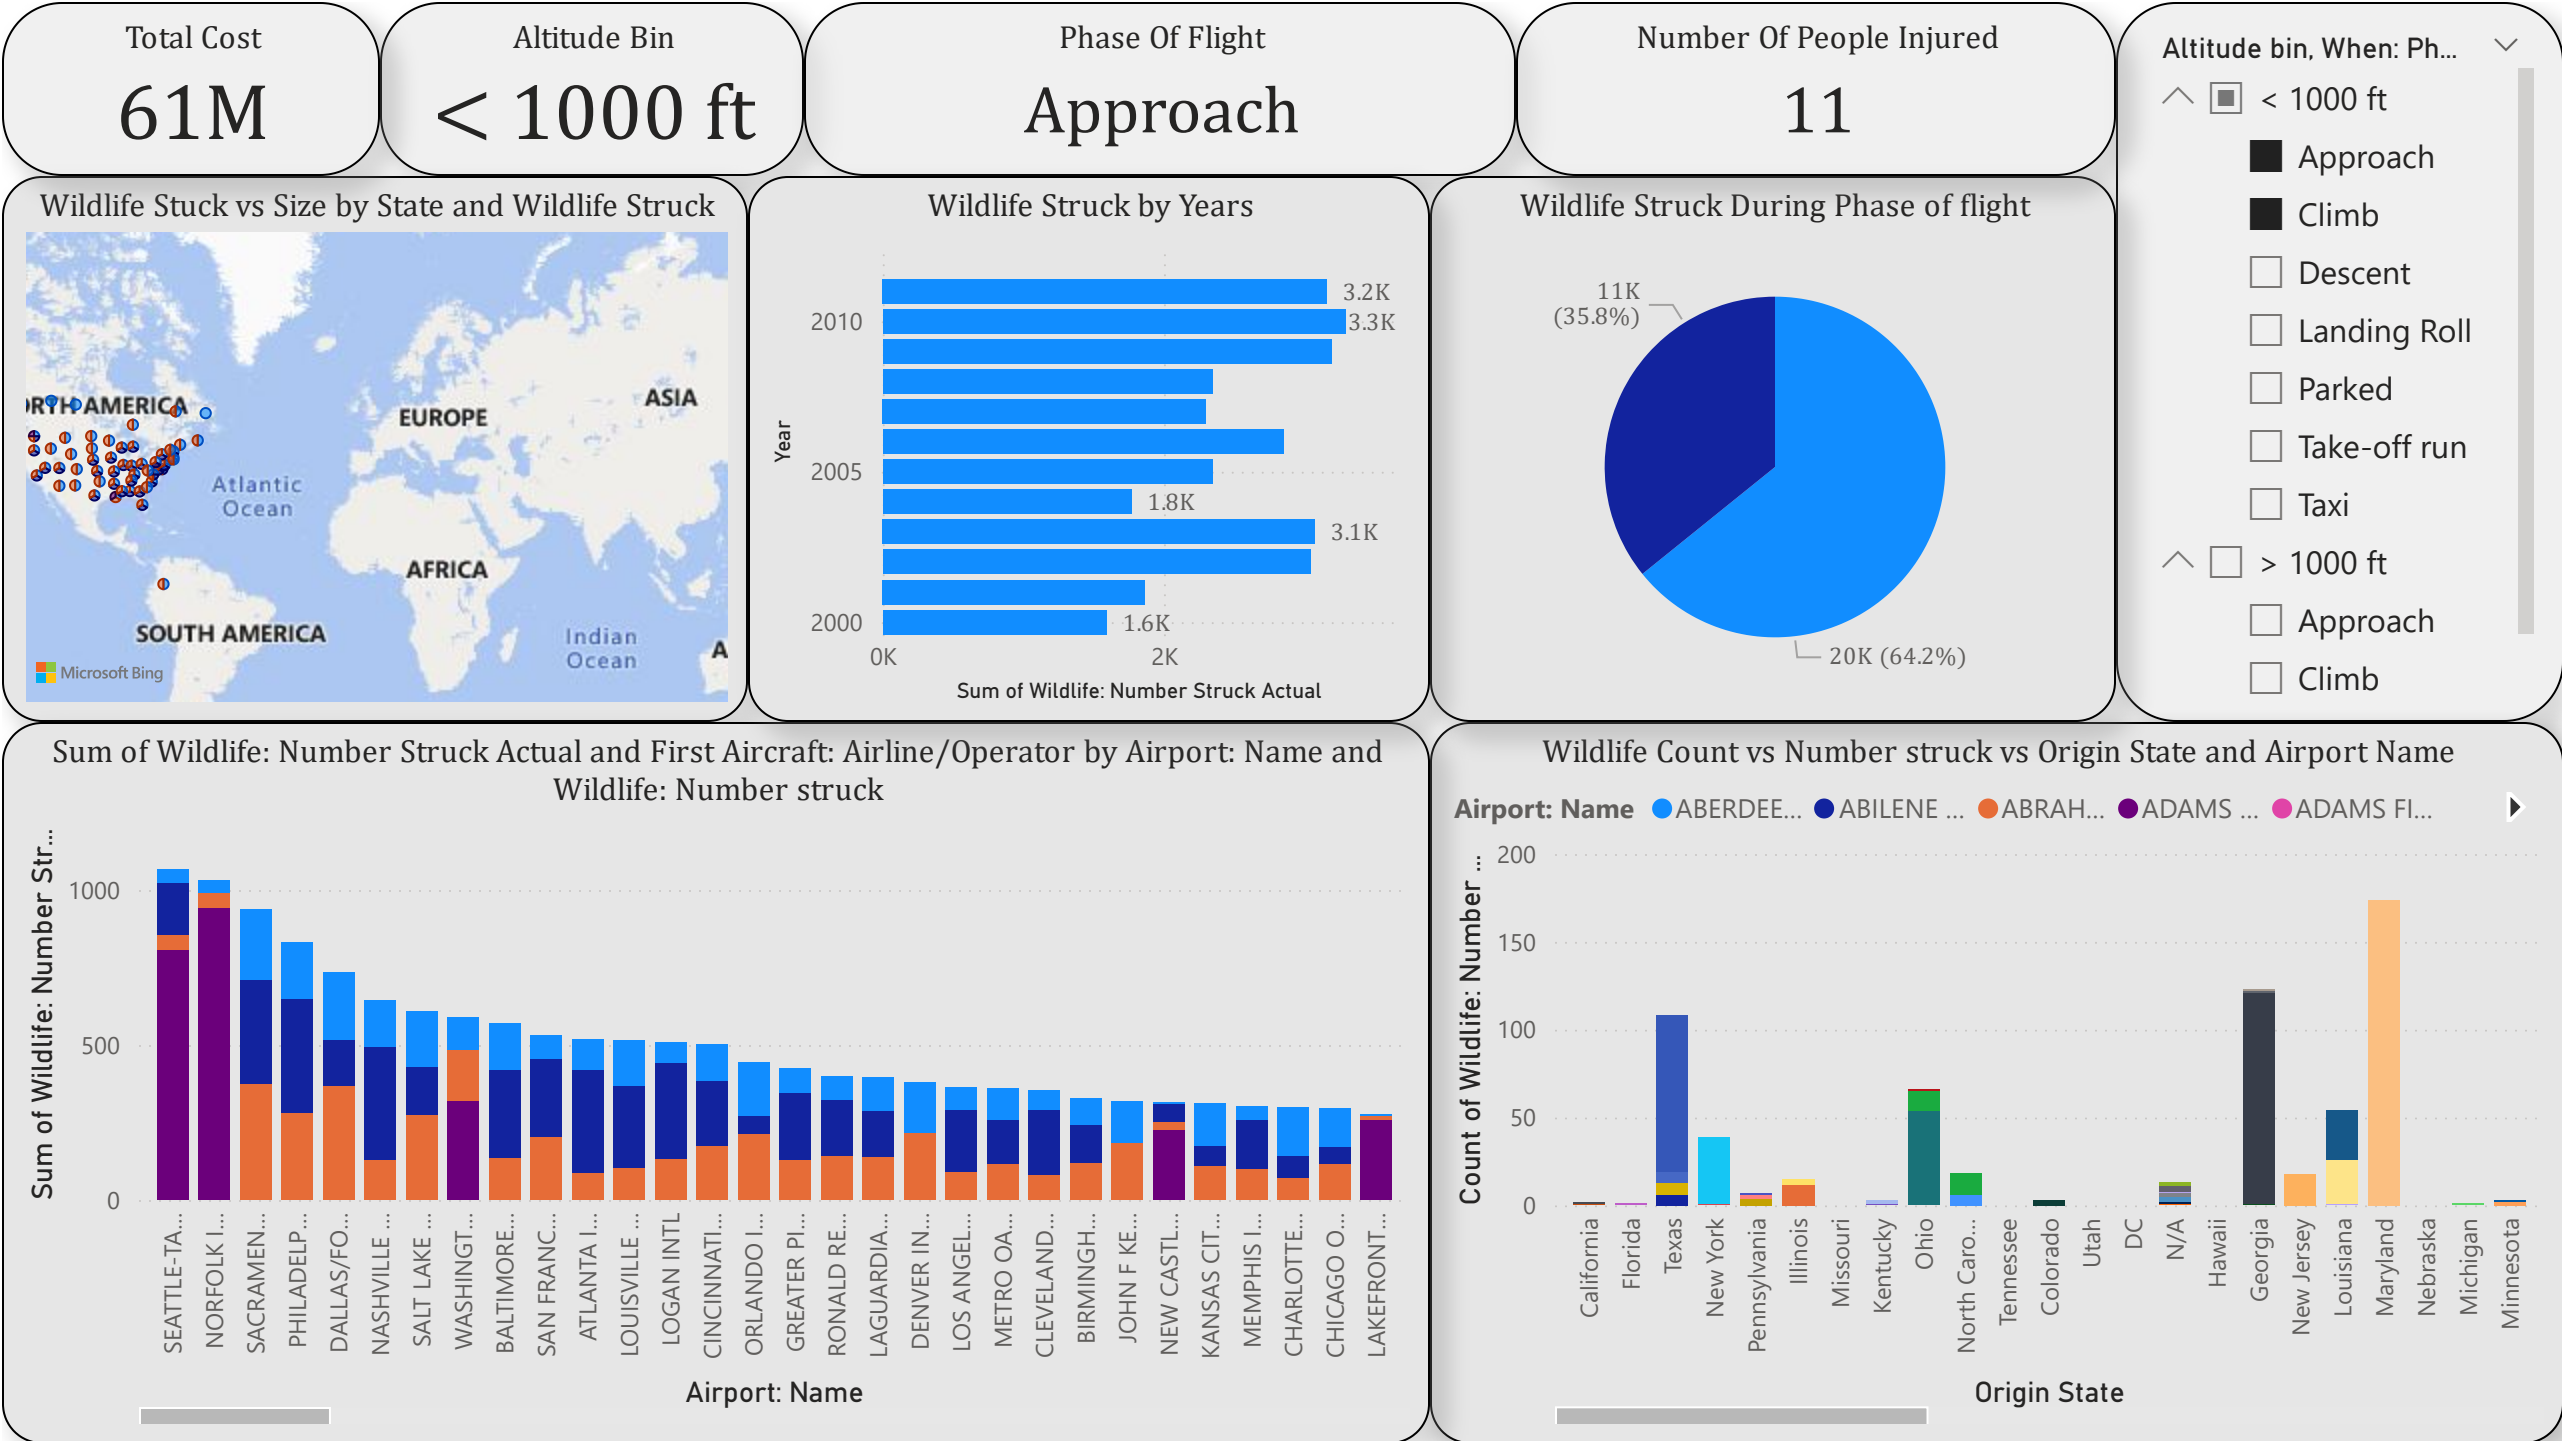 Total Cost
61M
Altitude Bin
< 1000 ft
Phase Of Flight
Approach
Number Of People Injured
11
Altitude bin, When: Ph...
< 1000 ft
Approach
Climb
Descent
Landing Roll
Parked
Take-off run
Taxi
> 1000 ft
Approach
Climb
Wildlife Stuck vs Size by State and Wildlife Struck
RTH AMERICA
EUROPE
ASIA
Atlantic
Ocean
AFRICA
SOUTH AMERICA
Indian
Ocean
A
Microsoft Bing
Wildlife Struck by Years
Year
3.2K
2010
3.3K
2005
1.8K
3.1K
2000
1.6K
0K
2K
Sum of Wildlife: Number Struck Actual
Wildlife Struck During Phase of flight
11K
(35.8%)
20K (64.2%)
Sum of Wildlife: Number Struck Actual and First Aircraft: Airline/Operator by Airport: Name and
Wildlife: Number struck
Sum of Wildlife: Number Str...
1000
500
0
SEATTLE-TA...
NORFOLK I...
SACRAMEN...
PHILADELP...
DALLAS/FO...
NASHVILLE ...
SALT LAKE ...
WASHINGT...
BALTIMORE...
SAN FRANC...
ATLANTA I...
LOUISVILLE ...
LOGAN INTL
CINCINNATI...
ORLANDO I...
GREATER PI...
RONALD RE...
LAGUARDIA...
DENVER IN...
LOS ANGEL...
METRO OA...
CLEVELAND...
BIRMINGH...
JOHN F KE...
NEW CASTL...
KANSAS CIT...
MEMPHIS I...
CHARLOTTE...
CHICAGO O...
LAKEFRONT...
Airport: Name
Wildlife Count vs Number struck vs Origin State and Airport Name
Airport: Name ABERDEE... ABILENE ... ABRAH... ADAMS ... ADAMS FI...
Count of Wildlife: Number ...
200
150
100
50
0
California
Florida
Texas
New York
Pennsylvania
Illinois
Missouri
Kentucky
Ohio
North Caro...
Tennessee
Colorado
Utah
DC
N/A
Hawaii
Georgia
New Jersey
Louisiana
Maryland
Nebraska
Michigan
Minnesota
Origin State